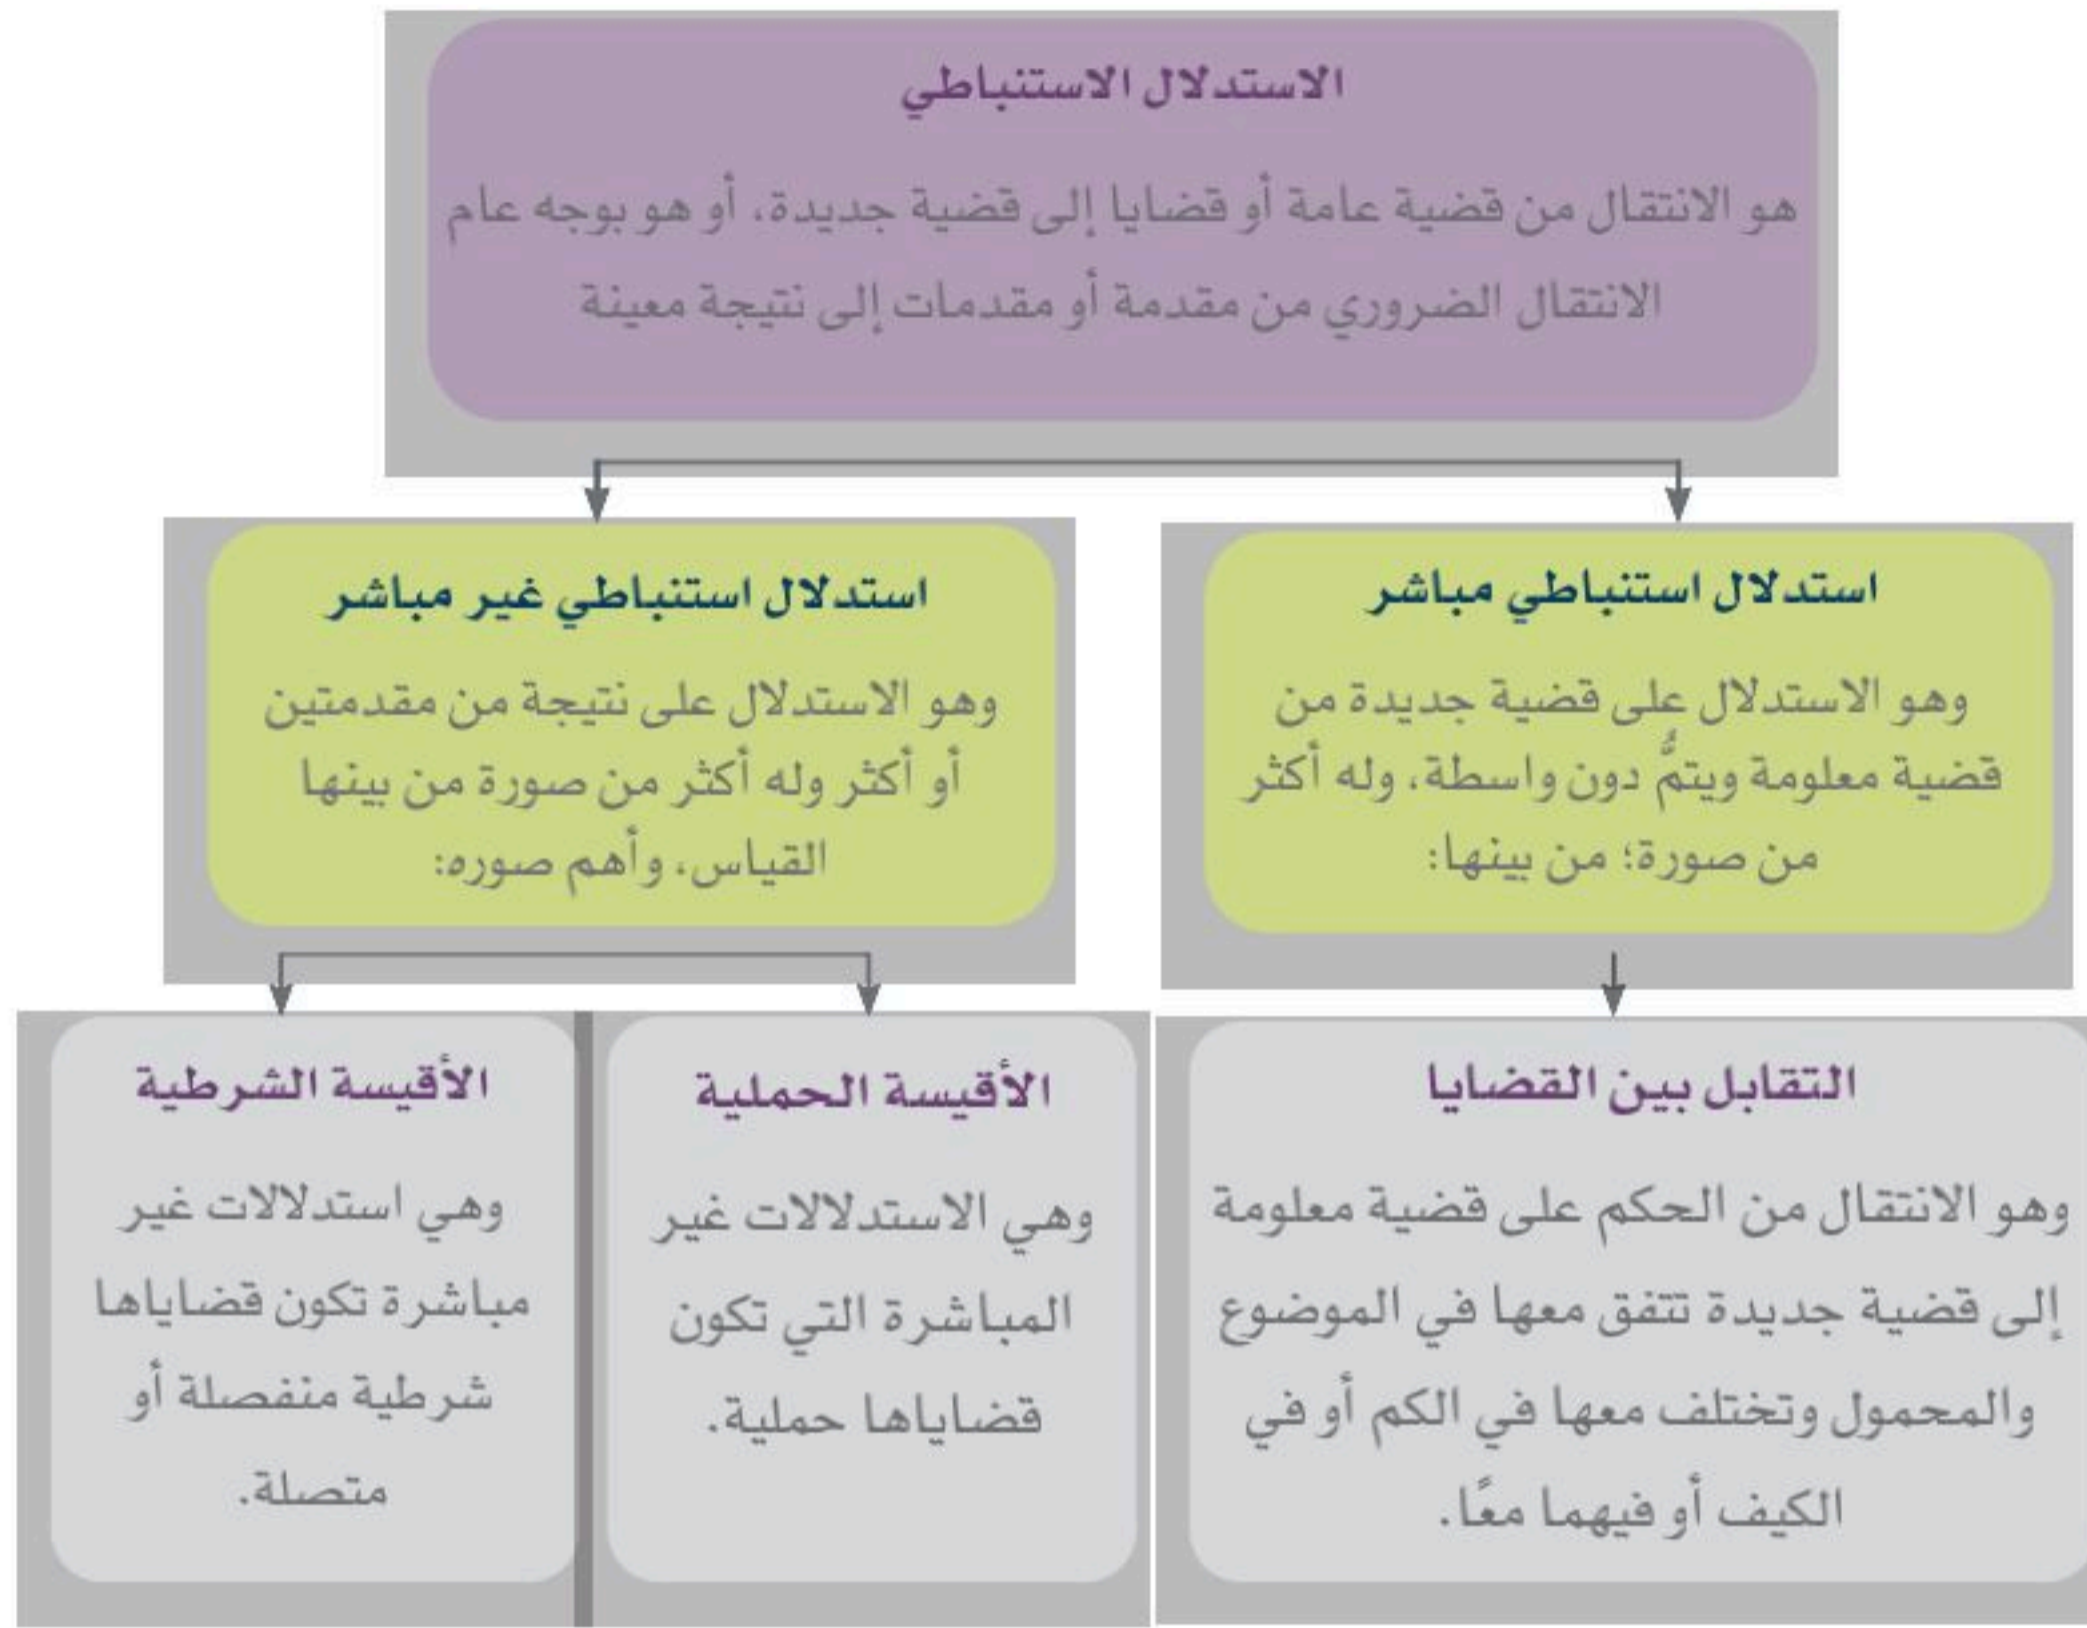 الاستدلال الاستنباطي
هو الانتقال من قضية عامة أو قضايا إلى قضية جديدة، أو هو بوجه عام
الانتقال الضروري من مقدمة أو مقدمات إلى نتيجة معينة
استدلال استنباطي مباشر
وهو الاستدلال على قضية جديدة من
قضية معلومة ويتمُّ دون واسطة، وله أكثر
من صورة؛ من بينها:
استدلال استنباطي غير مباشر
وهو الاستدلال على نتيجة من مقدمتين
أو أكثر وله أكثر من صورة من بينها
القياس، وأهم صوره:
التقابل بين القضايا
وهو الانتقال من الحكم على قضية معلومة
إلى قضية جديدة تتفق معها في الموضوع
والمحمول وتختلف معها في الكم أو في
الكيف أو فيهما معًا.
الأقيسة الحملية
وهي الاستدلالات غير
المباشرة التي تكون
قضاياها حملية.
الأقيسة الشرطية
وهي استدلالات غير
مباشرة تكون قضاياها
شرطية منفصلة أو
متصلة.